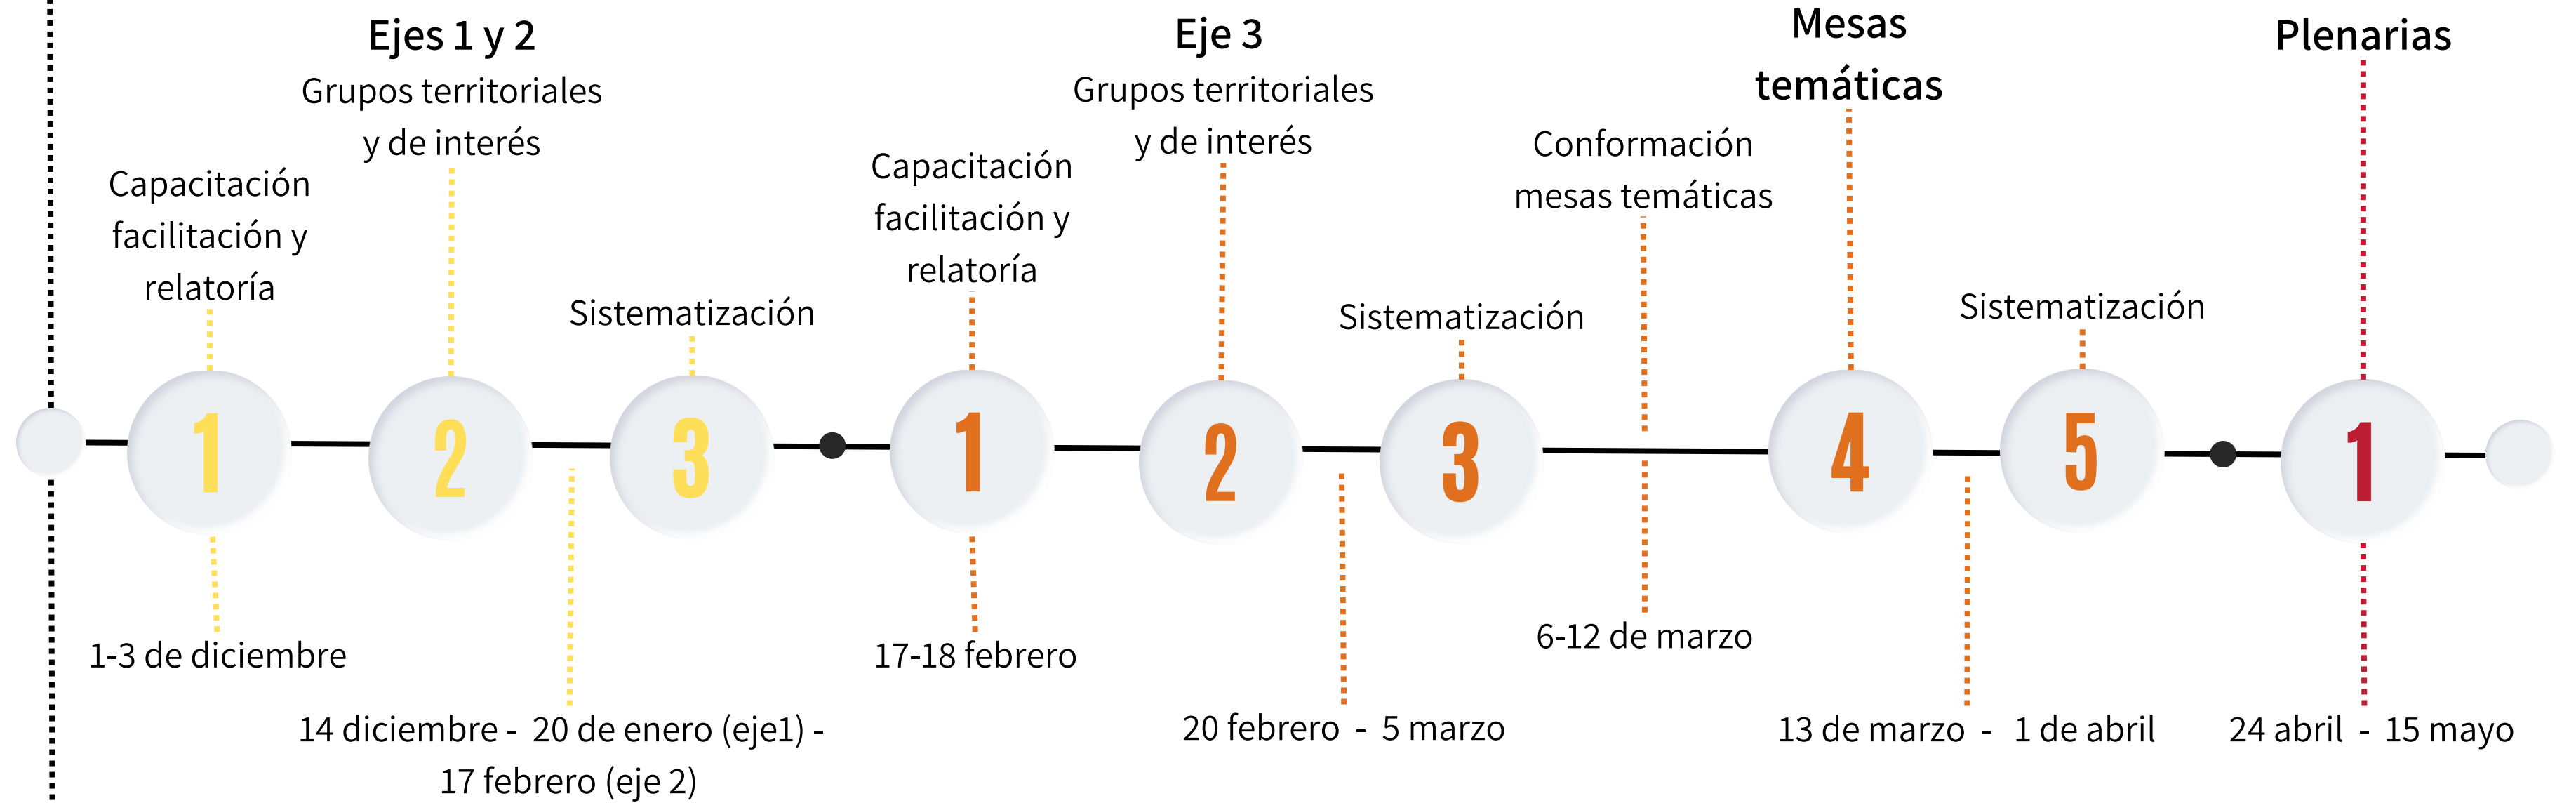 Ejes 1 y 2
Grupos territoriales
y de interés
Capacitación
facilitación y
relatoría
Sistematización
1
2
3
1-3 de diciembre
14 diciembre - 20 de enero (eje1) -
17 febrero (eje 2)
Eje 3
Grupos territoriales
y de interés
Capacitación
facilitación y
relatoría
Sistematización
1
2
3
17-18 febrero
20 febrero - 5 marzo
Conformación
mesas temáticas
6-12 de marzo
Mesas
temáticas
Sistematización
4
5
13 de marzo - 1 de abril
Plenarias
1
24 abril - 15 mayo